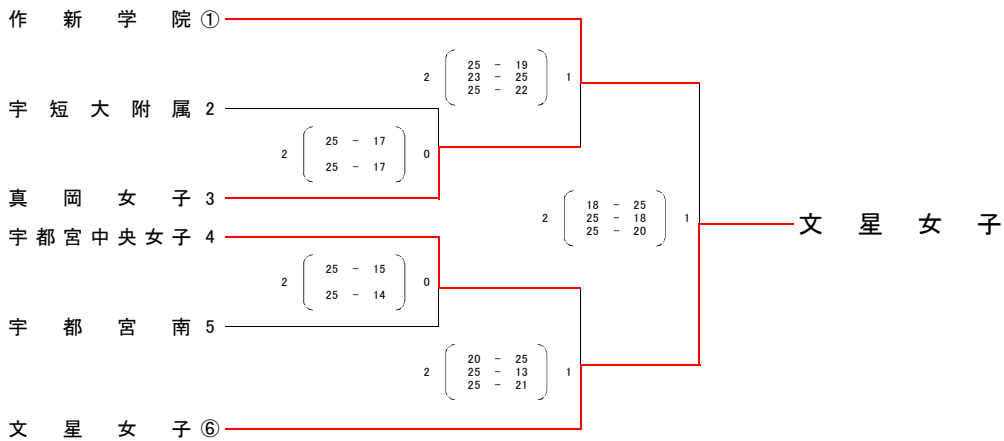 作新学院 ①
2 25 - 19 1
23 - 25
25 - 22
宇短大附属 2
2 25 - 17 0
25 - 17
真岡女子 3
2 18 - 25 1
25 - 18
25 - 20
文星女子
宇都宮中央女子 4
2 25 - 15 0
25 - 14
宇都宮南 5
2 20 - 25 1
25 - 13
25 - 21
文星女子 ⑥